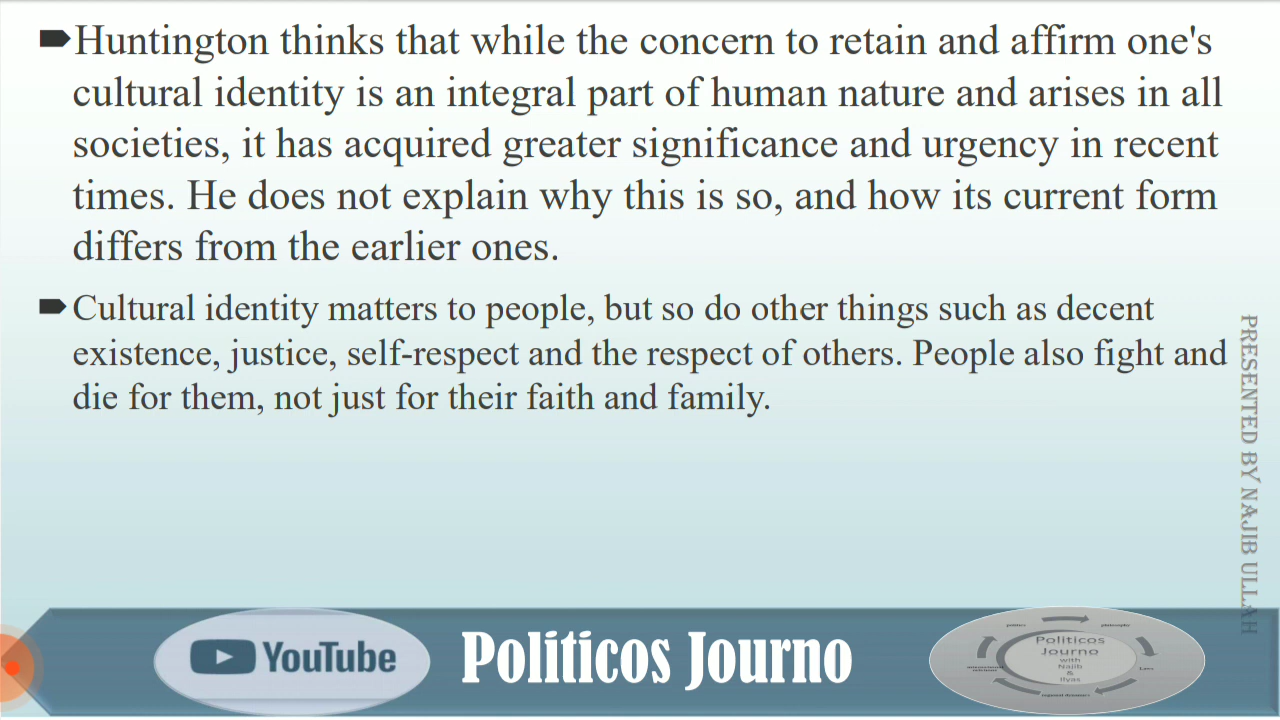 Huntington thinks that while the concern to retain and affirm one's
cultural identity is an integral part of human nature and arises in all
societies, it has acquired greater significance and urgency in recent
times. He does not explain why this is so, and how its current form
differs from the earlier ones.
Cultural identity matters to people, but so do other things such as decent
existence, justice, self-respect and the respect of others. People also fight and
die for them, not just for their faith and family.
PRESENTED BY NAJIB ULLAH
YouTube
Politicos Journo
politics
philosophy
Politicos
Journo
with
Najib
&
Ilyas